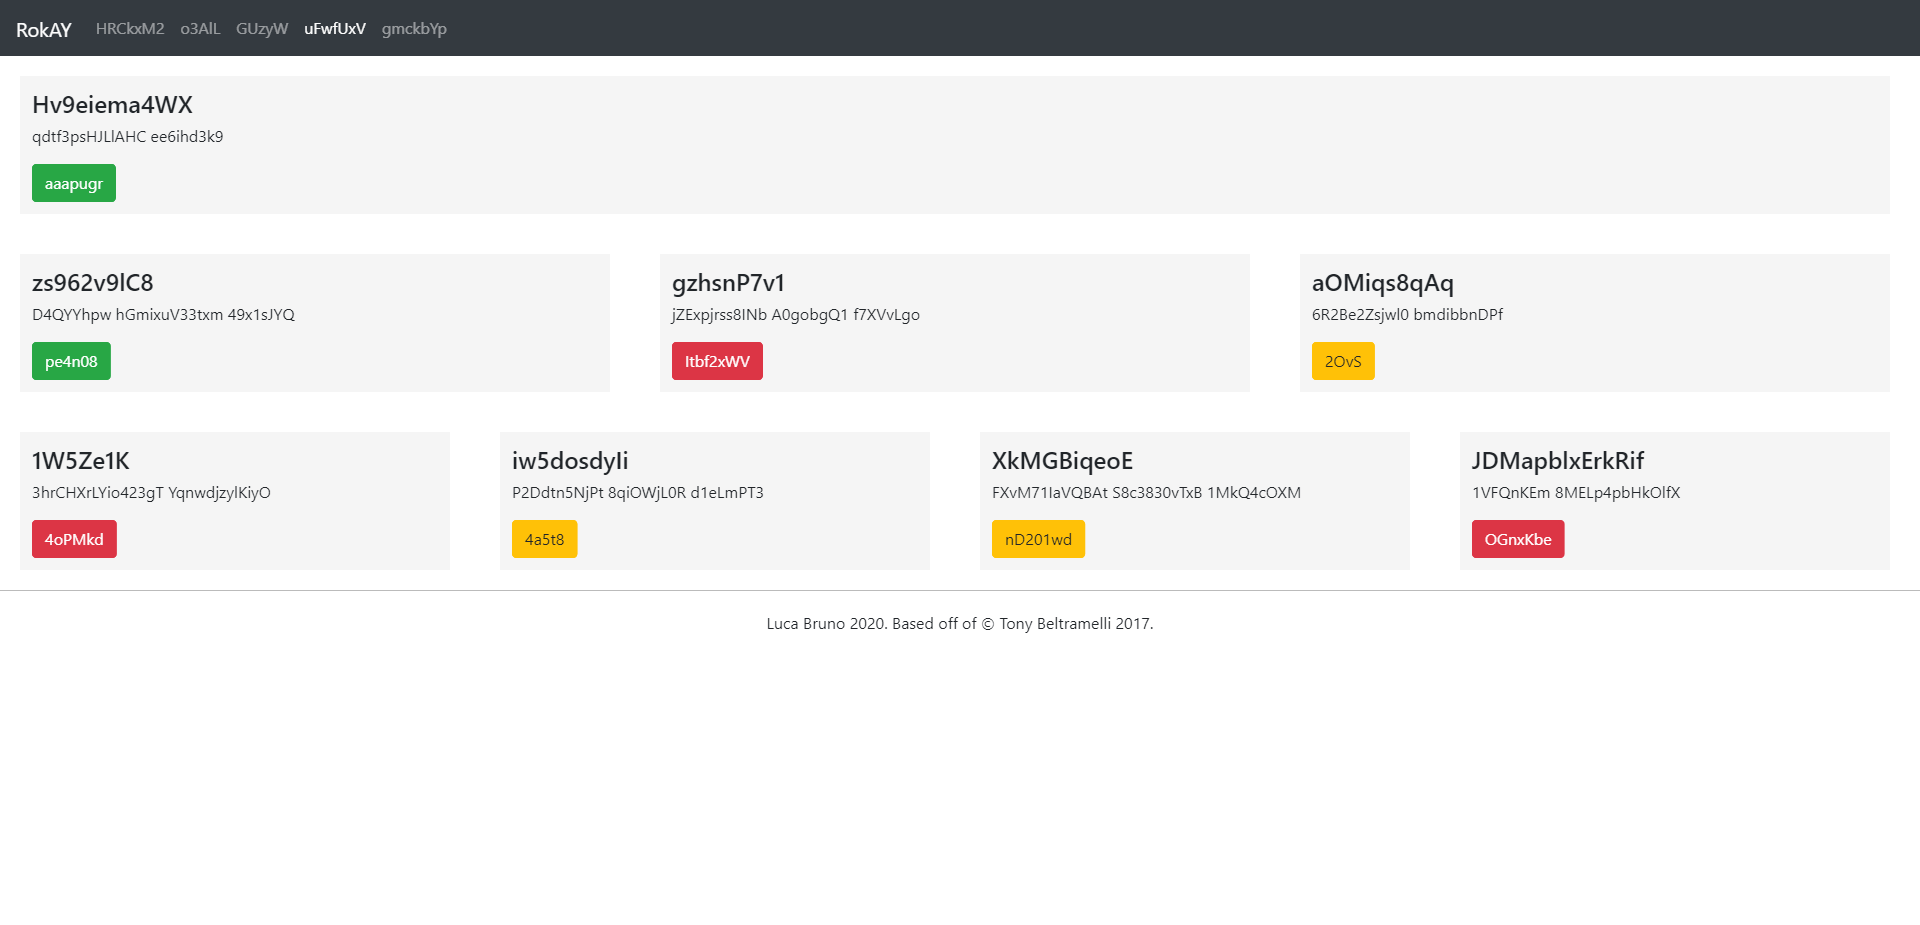 RokAY HRCkxM2 o3AlL GUzyW uFwfUxV gmckbYp
Hv9eiema4WX
qdtf3psHJLlAHC ee6ihd3k9
aaapugr
zs962v9lC8 gzhsnP7v1 aOMiqs8qAq
D4QYYhpw hGmixuV33txm 49x1sJYQ jZExpjrss8INb A0gobgQ1 f7XVvLgo 6R2Be2Zsjwl0 bmdibbnDPf
pe4n08 Itbf2xWV 2OvS
1W5Ze1K iw5dosdyIi XkMGBiqeoE JDMapblxErkRif
3hrCHXrLYio423gT YqnwdjzylKiyO P2Ddtn5NjPt 8qiOWjL0R d1eLmPT3 FXvM71IaVQBAt S8c3830vTxB 1MkQ4cOXM 1VFQnKEm 8MELp4pbHkOlfX
4oPMkd 4a5t8 nD201wd OGnxKbe
Luca Bruno 2020. Based off of © Tony Beltramelli 2017.